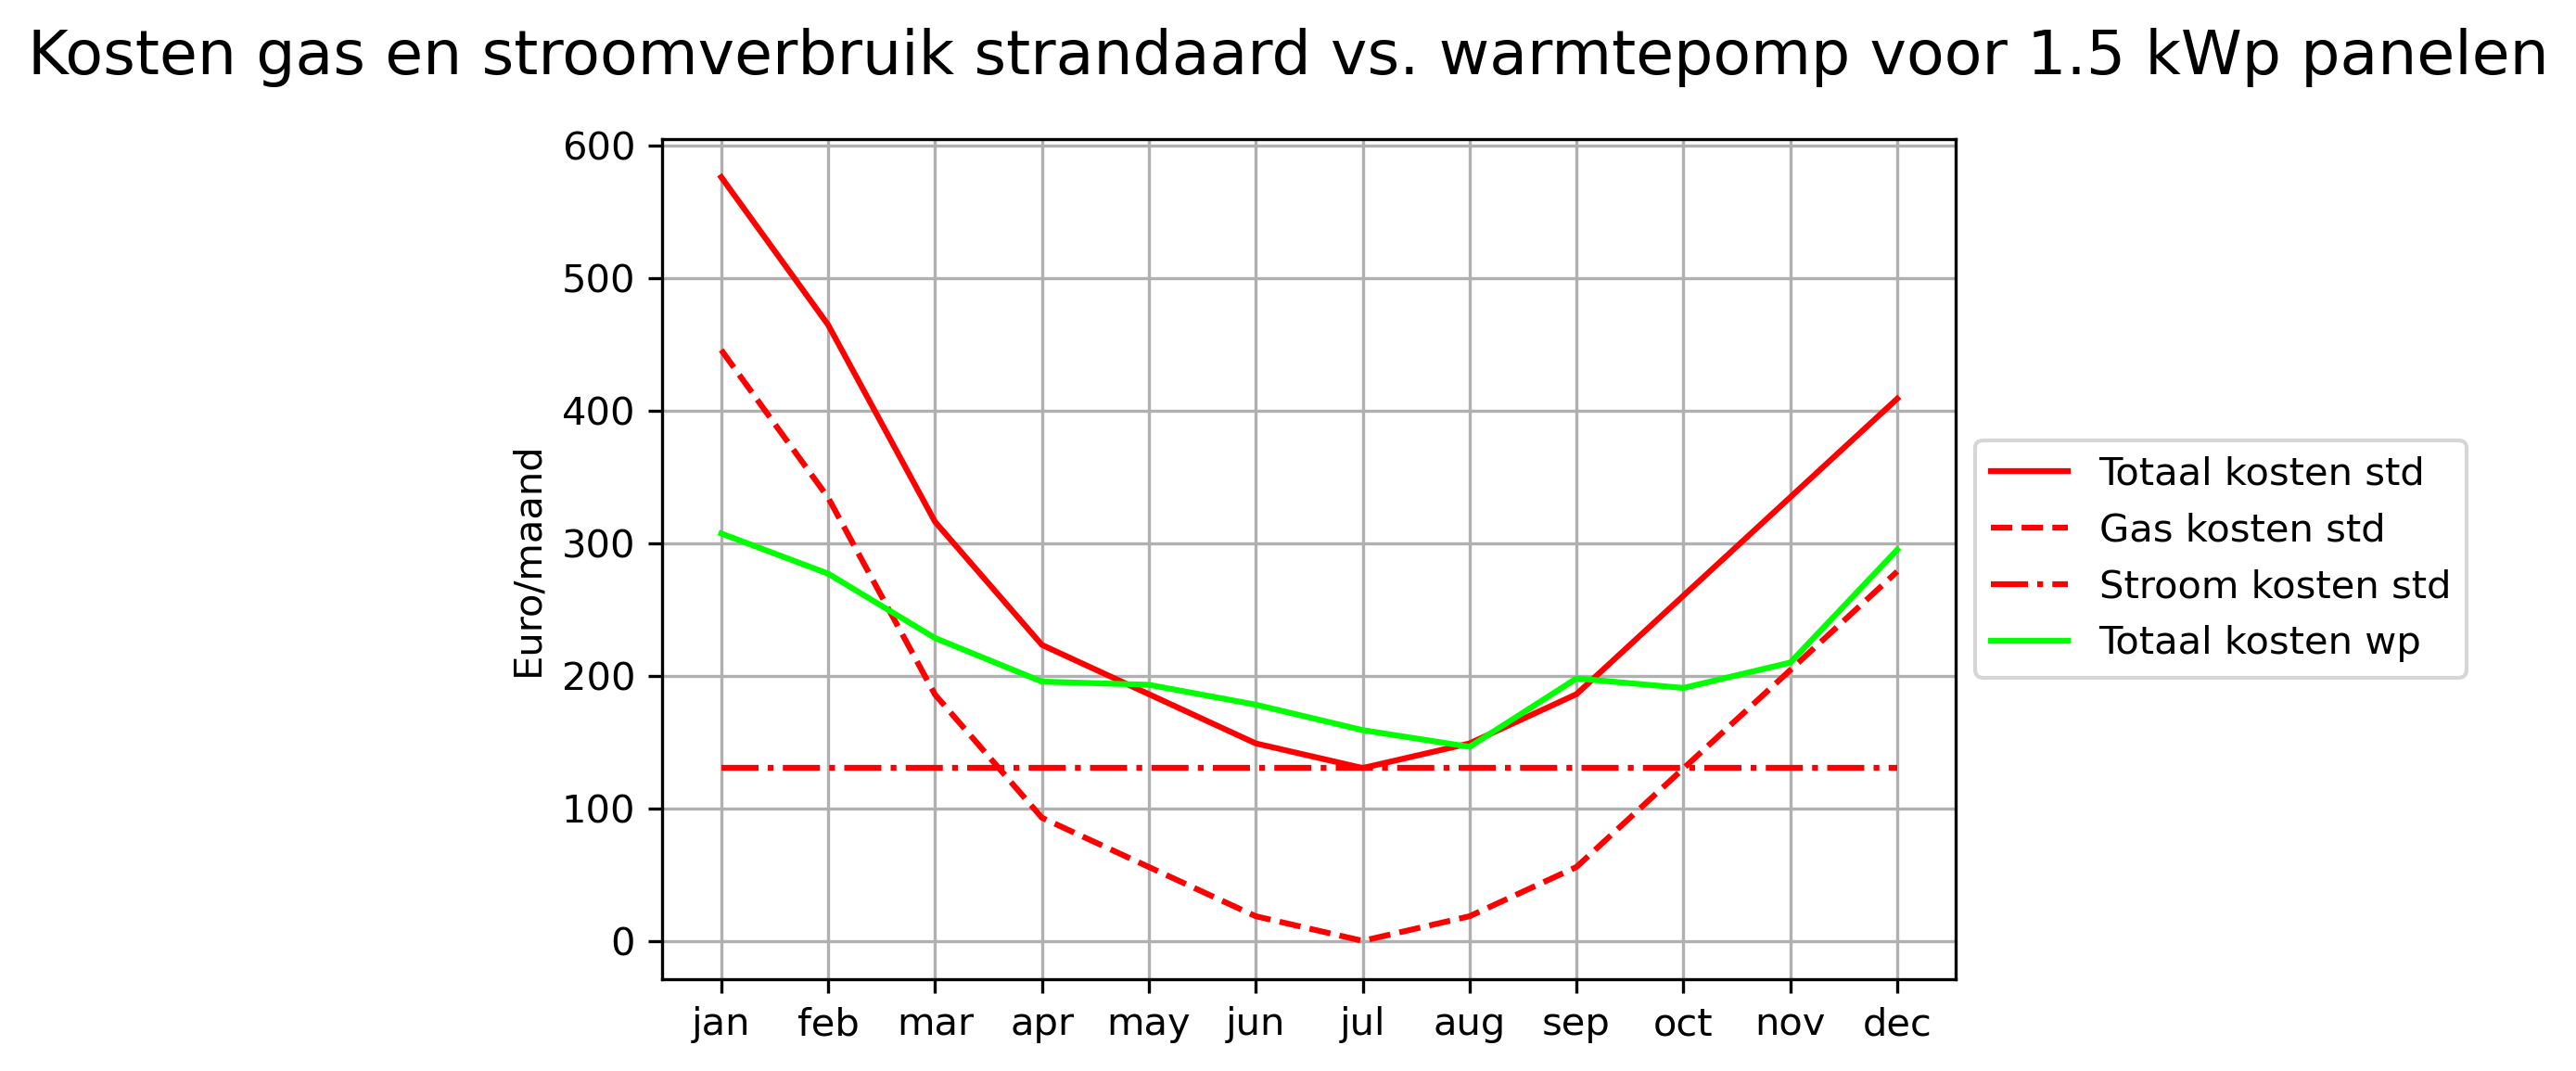 Kosten gas en stroomverbruik strandaard vs. warmtepomp voor 1.5 kWp panelen
600
500
400
300
200
100
0
Euro/maand
jan feb mar apr may jun jul aug sep oct nov dec
Totaal kosten std
Gas kosten std
Stroom kosten std
Totaal kosten wp